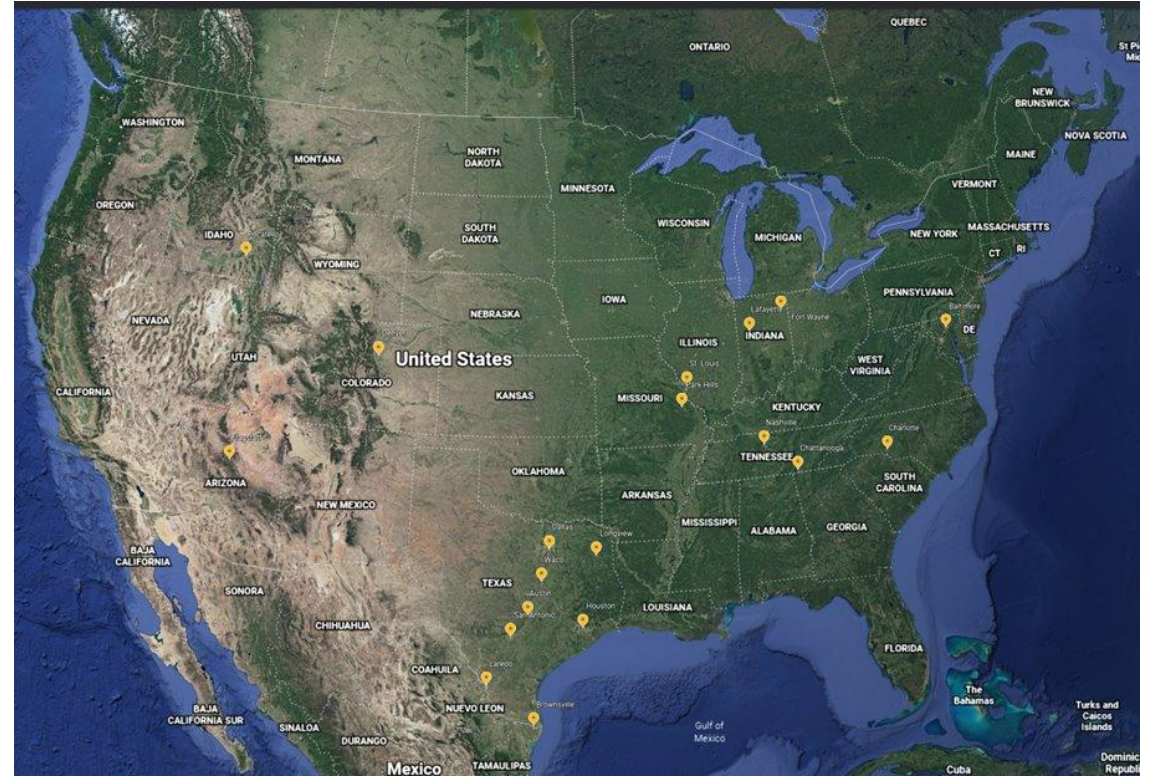 QUEBEC
ONTARIO
NEW
BRUNSWICK
NOVA SCOTIA
WASHINGTON
MONTANA
NORTH
DAKOTA
MAINE
MINNESOTA
VERMONT
OREGON
WISCONSIN
MASSACHUSETTS
IDAHO
SOUTH
DAKOTA
MICHIGAN
NEW YORK
CT
RI
WYOMING
PENNSYLVANIA
IOWA
Baltimore
NEBRASKA
Lafayette
Fort Wayne
NEVADA
DE
INDIANA
ILLINOIS
UTAH
United States
St. Louis
WEST
VIRGINIA
COLORADO
Park Hills
CALIFORNIA
KANSAS
MISSOURI
KENTUCKY
Nashville
Charlotte
TENNESSEE
Chattanooga
OKLAHOMA
ARIZONA
SOUTH
CAROLINA
ARKANSAS
NEW MEXICO
MISSISSIPPI
ALABAMA
GEORGIA
Dallas
Longview
BAJA
CALIFORNIA
Waco
TEXAS
SONORA
Austin
San Antonio
Houston
LOUISIANA
CHIHUAHUA
FLORIDA
COAHUILA
Laredo
The
Bahamas
NUEVO LEON
Brownsville
Turks and
Caicos
Islands
BAJA
CALIFORNIA SUR
SINALOA
Gulf of
Mexico
DURANGO
Mexico
TAMAULIPAS
Cuba